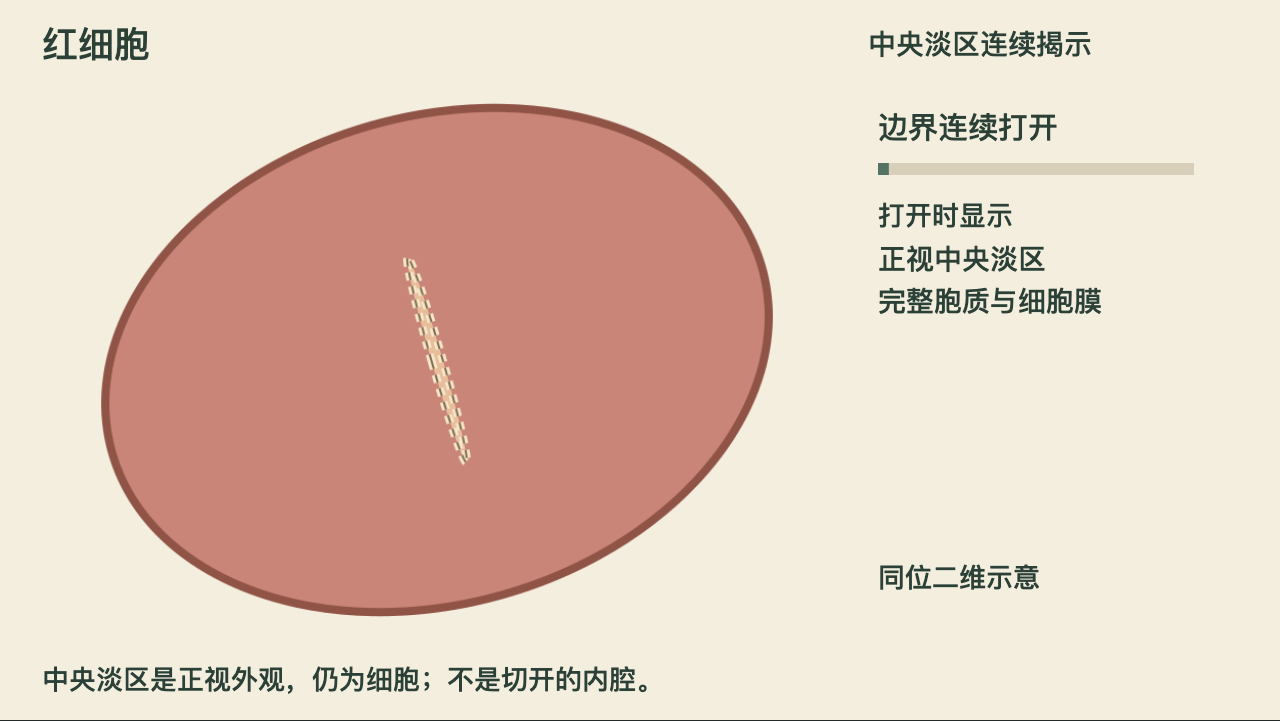 红细胞
中央淡区连续揭示
边界连续打开
打开时显示
正视中央淡区
完整胞质与细胞膜
同位二维示意
中央淡区是正视外观，仍为细胞；不是切开的内腔。